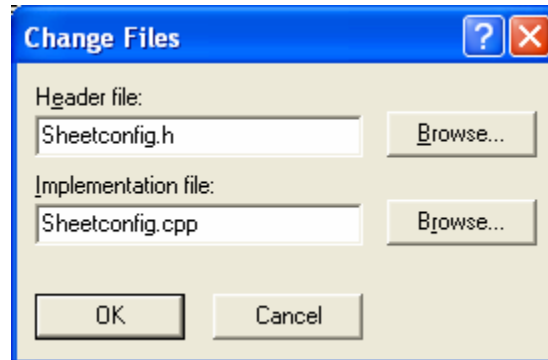 Change Files
Header file:
Sheetconfig.h
Browse...
Implementation file:
Sheetconfig.cpp
Browse...
OK
Cancel